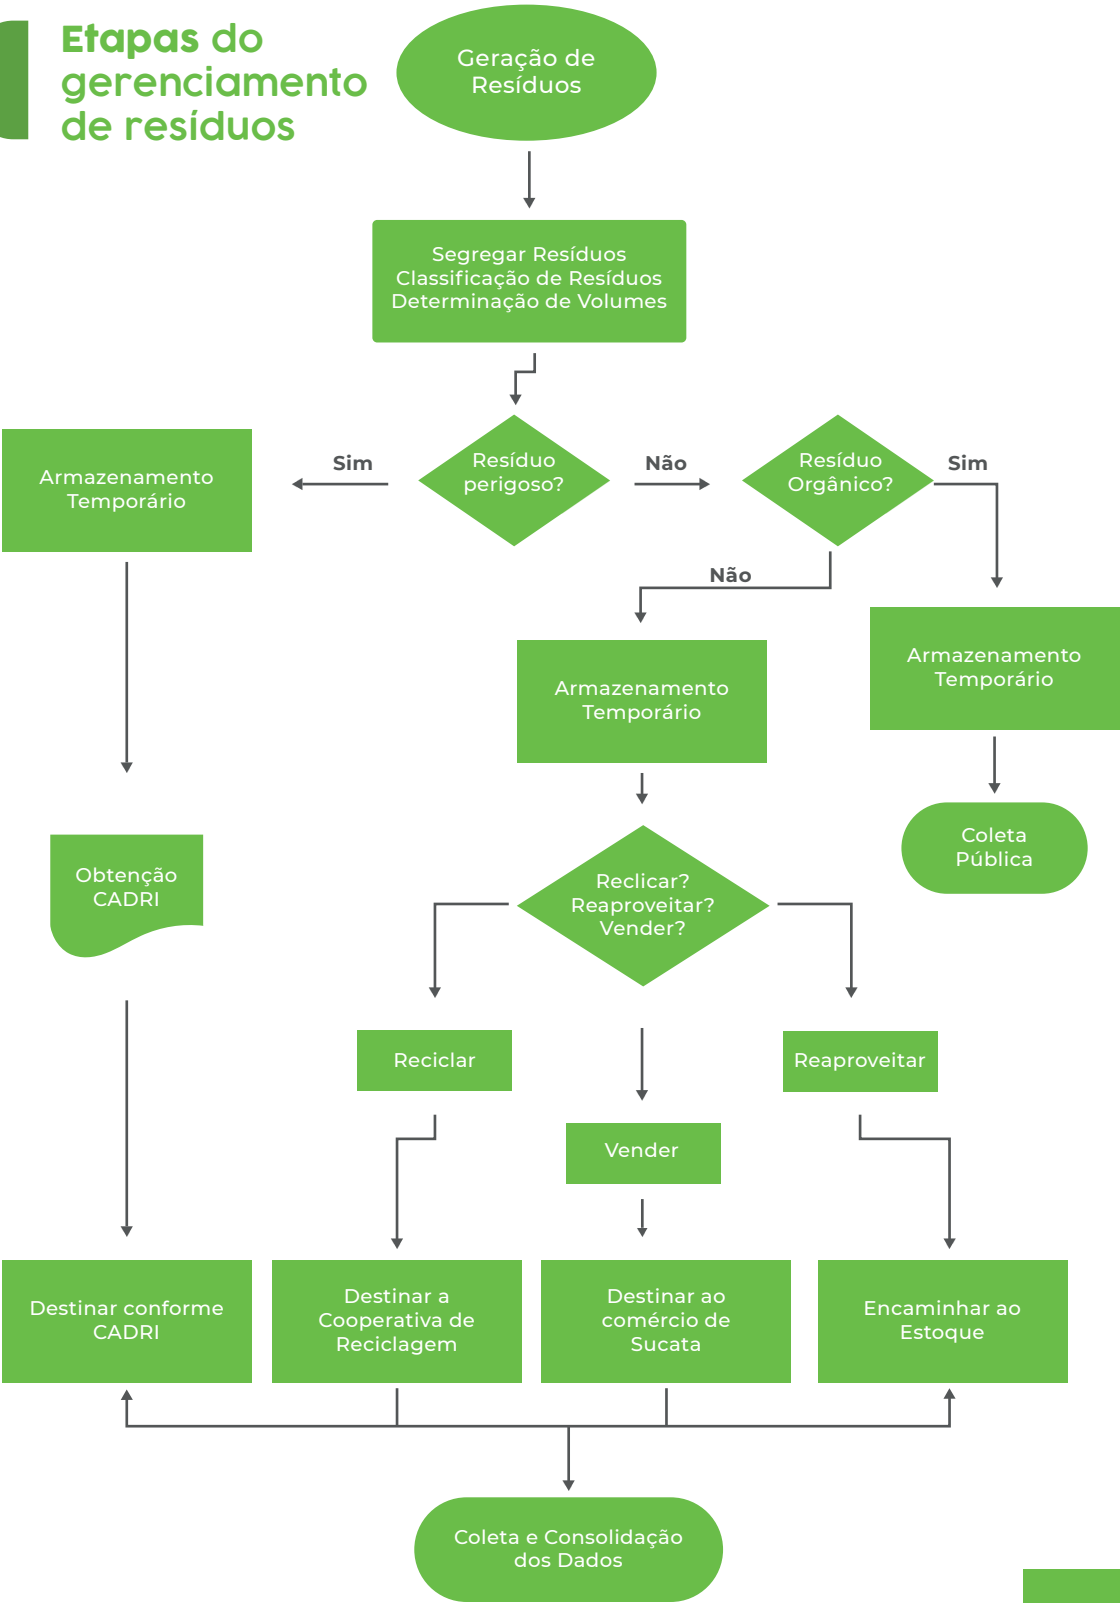 Etapas do
gerenciamento
de resíduos
Geração de
Resíduos
Segregar Resíduos
Classificação de Resíduos
Determinação de Volumes
Sim
Resíduo
perigoso?
Não
Resíduo
Orgânico?
Sim
Armazenamento
Temporário
Não
Armazenamento
Temporário
Armazenamento
Temporário
Coleta
Pública
Obtenção
CADRI
Reclicar?
Reaproveitar?
Vender?
Reciclar
Reaproveitar
Vender
Destinar conforme
CADRI
Destinar a
Cooperativa de
Reciclagem
Destinar ao
comércio de
Sucata
Encaminhar ao
Estoque
Coleta e Consolidação
dos Dados